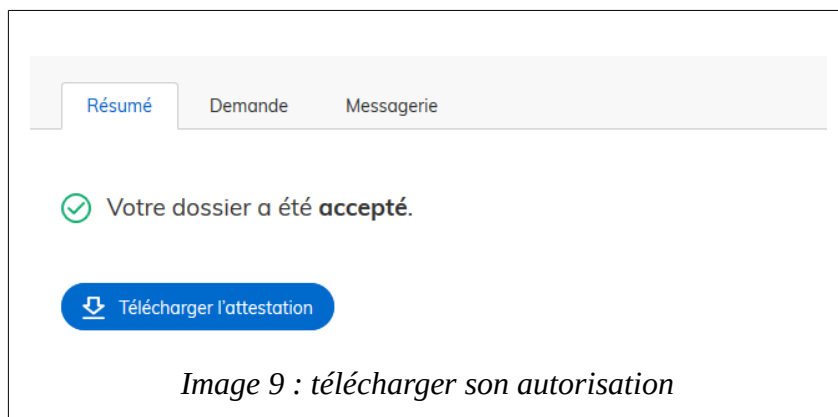 Résumé Demande Messagerie
Votre dossier a été accepté.
Télécharger l'attestation
Image 9 : télécharger son autorisation